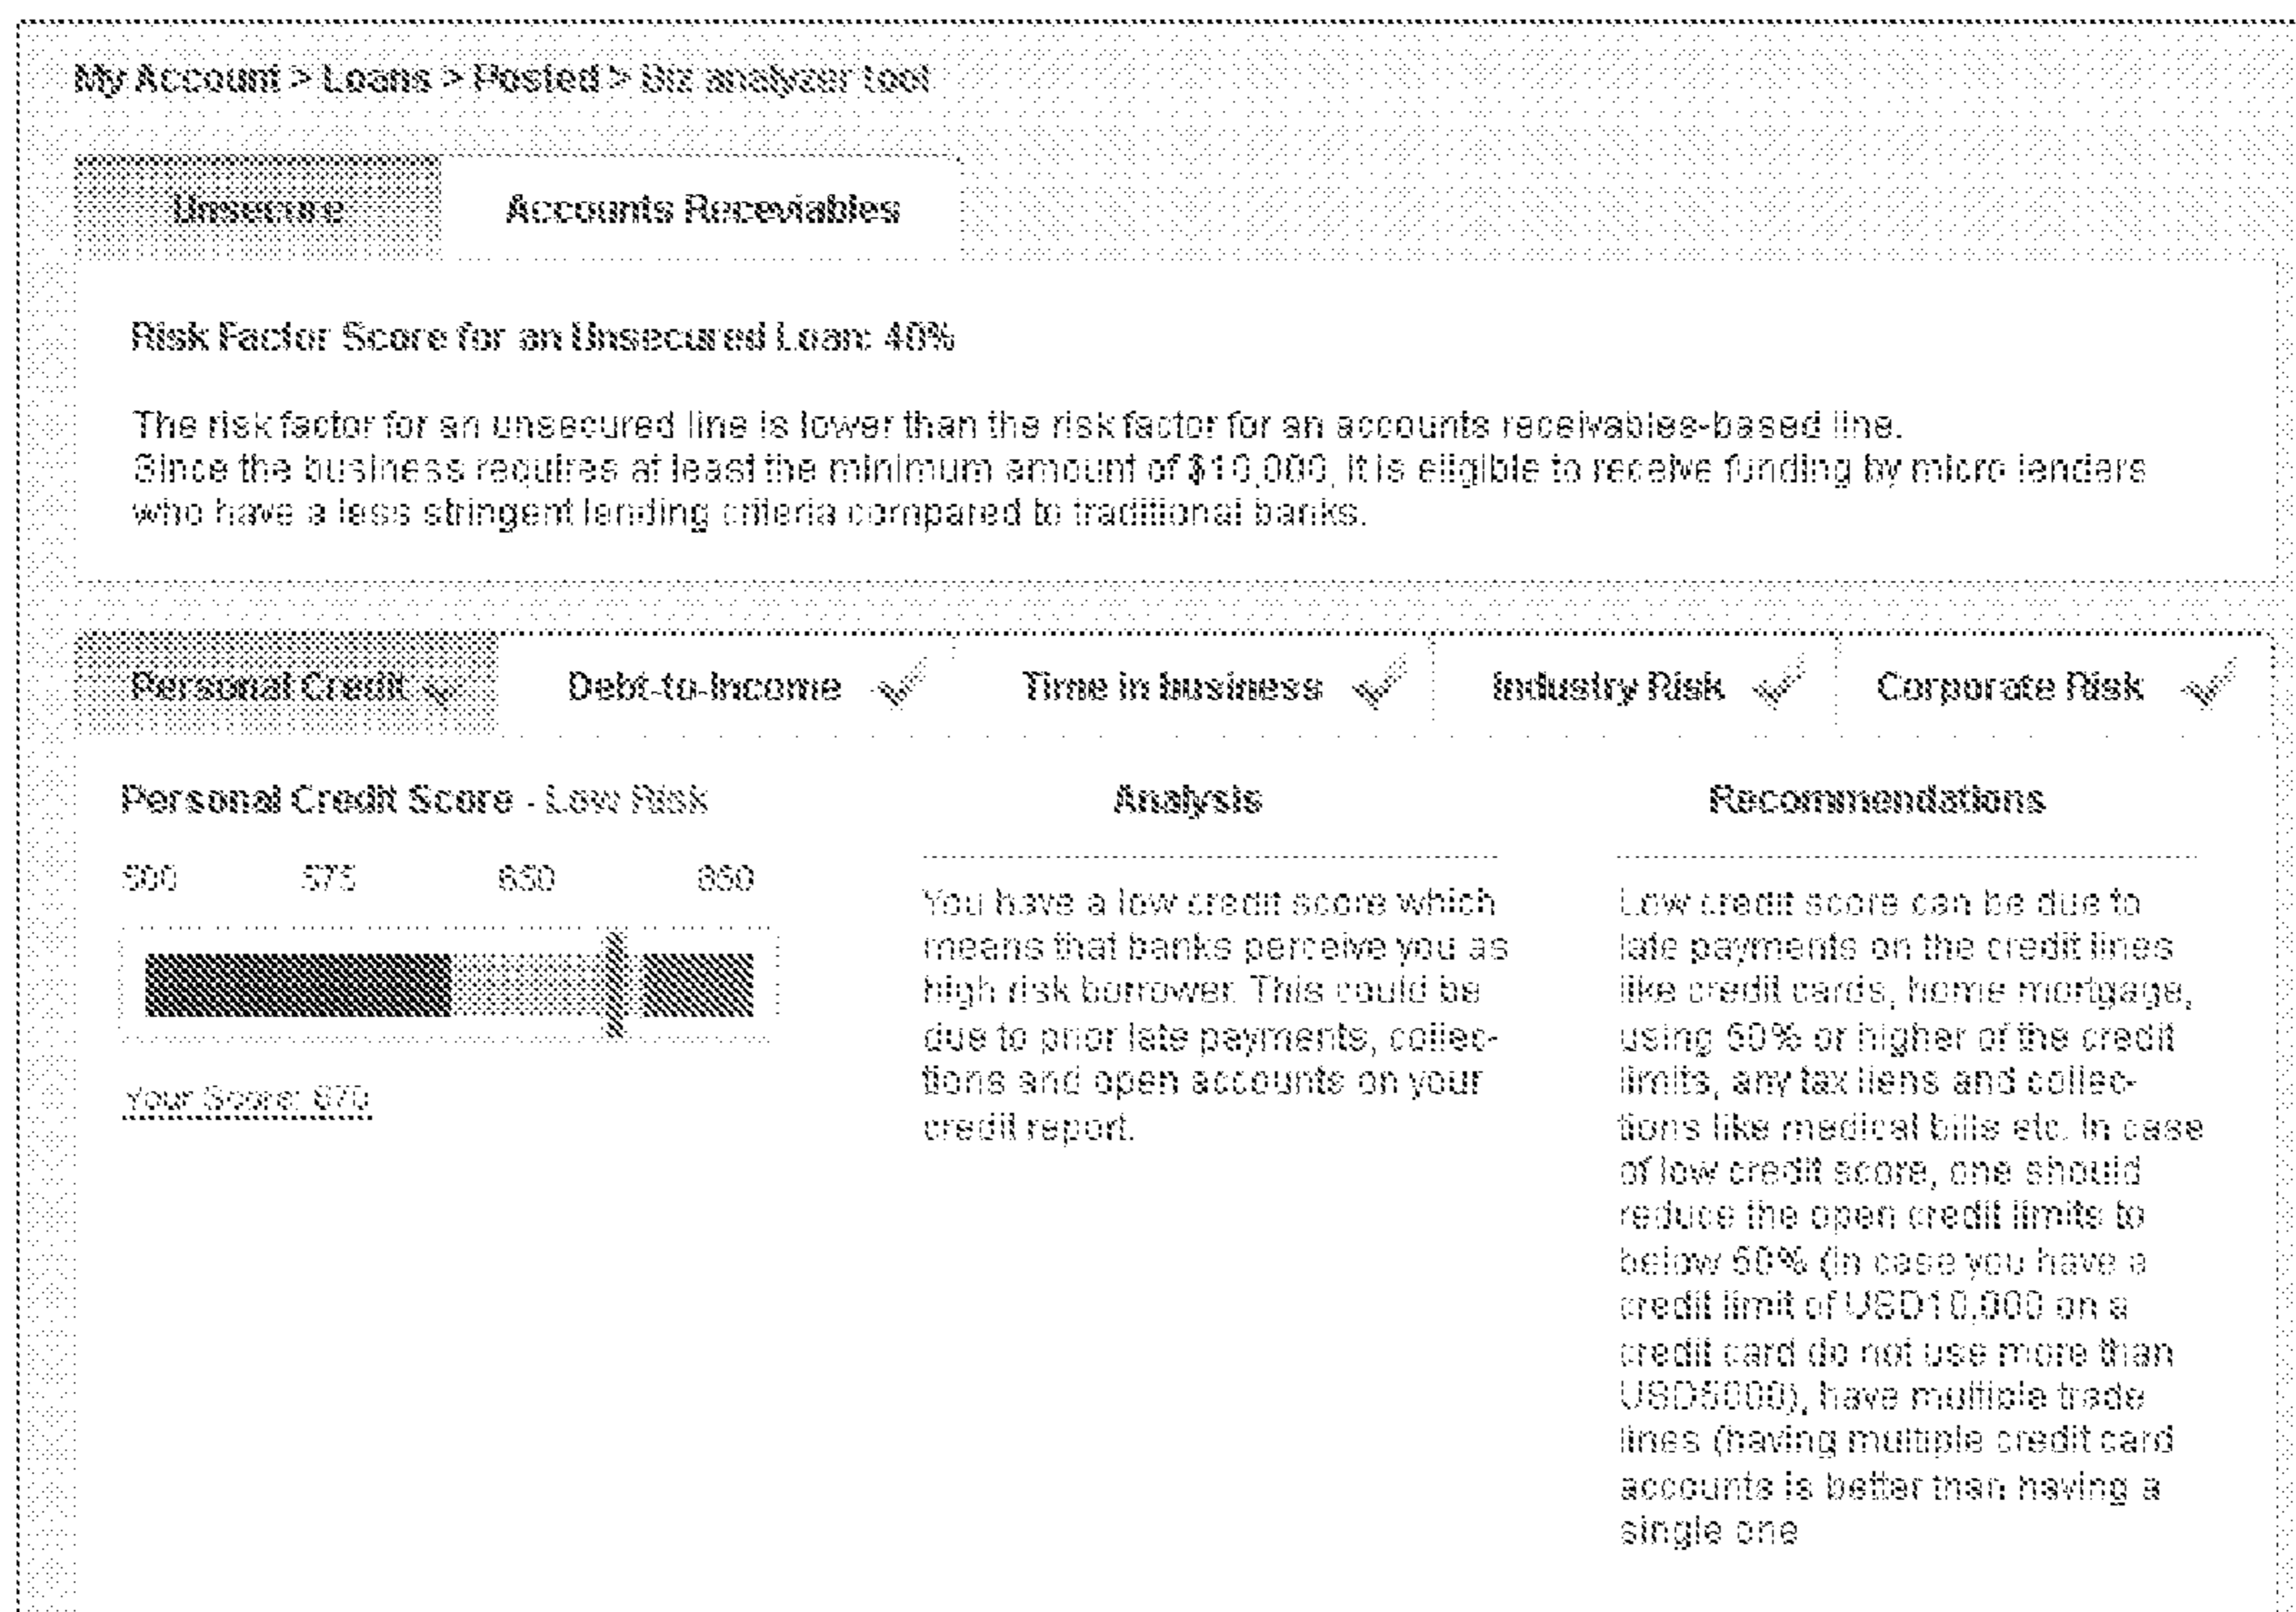 My Account > Loans > Posted > Biz analyzer tool
Unsecure
Accounts Receviables
Risk Factor Score for an Unsecured Loan: 40%
The risk factor for an unsecured line is lower than the risk factor for an accounts receivables-based line.
Since the business requires at least the minimum amount of $10,000, it is eligible to receive funding by micro lenders
who have a less stringent lending criteria compared to traditional banks.
Personal Credit
Debt-to-Income
Time in business
Industry Risk
Corporate Risk
Personal Credit Score - Low Risk
500 575 650 850
Your Score: 670
Analysis
You have a low credit score which
means that banks perceive you as
high risk borrower. This could be
due to prior late payments, collec-
tions and open accounts on your
credit report.
Recommendations
Low credit score can be due to
late payments on the credit lines
like credit cards, home mortgage,
using 50% or higher of the credit
limits, any tax liens and collec-
tions like medical bills etc. In case
of low credit score, one should
reduce the open credit limits to
below 50% (in case you have a
credit limit of USD10,000 on a
credit card do not use more than
USD5000), have multiple trade
lines (having multiple credit card
accounts is better than having a
single one